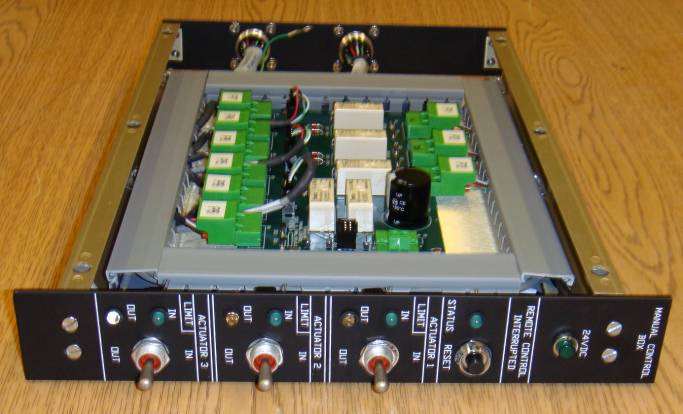 MANUAL CONTROL
BOX
24VDC
REMOTE CONTROL
INTERRUPTED
STATUS
RESET
ACTUATOR 1
LIMIT
IN
OUT
IN
OUT
ACTUATOR 2
LIMIT
IN
OUT
IN
OUT
ACTUATOR 3
LIMIT
IN
OUT
IN
OUT